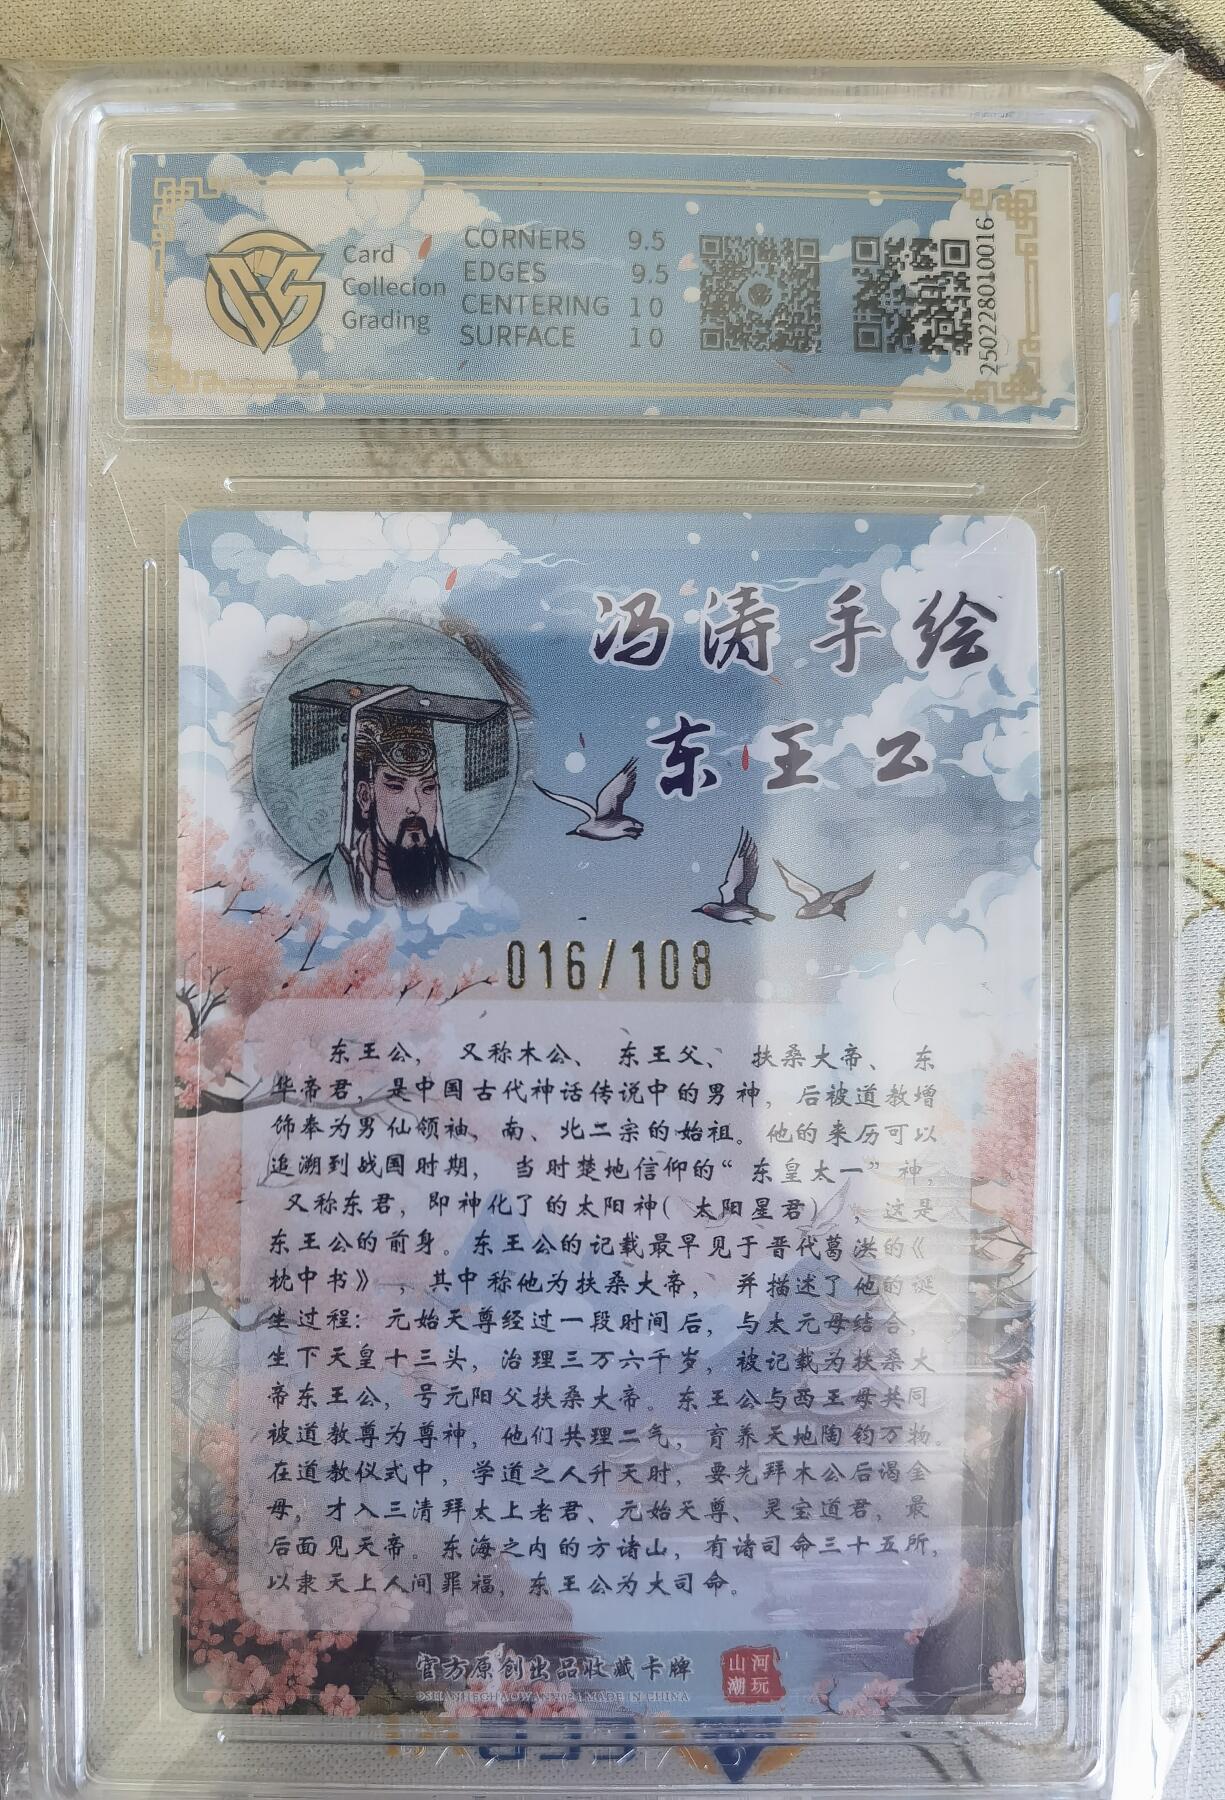 Card
Collecion
Grading
CORNERS 9.5
EDGES 9.5
CENTERING 10
SURFACE 10
250228010016
冯涛手绘
东王公
016/108
东王公，又称木公、东王父、扶桑大帝、东
华帝君，是中国古代神话传说中的男神，后被道教增
饰奉为男仙领袖，南、北二宗的始祖。他的来历可以
追溯到战国时期，当时楚地信仰的“东皇太一”神，
又称东君，即神化了的太阳神（太阳星君），这是
东王公的前身。东王公的记载最早见于晋代葛洪的《
枕中书》，其中称他为扶桑大帝，并描述了他的诞
生过程：元始天尊经过一段时间后，与太元母结合，
生下天皇十三头，治理三万六千岁，被记载为扶桑大
帝东王公，号元阳父扶桑大帝。东王公与西王母共同
被道教尊为尊神，他们共理二气，育养天地陶钧万物。
在道教仪式中，学道之人升天时，要先拜木公后谒金
母，才入三清拜太上老君、元始天尊、灵宝道君，最
后面见天帝。东海之内的方诸山，有诸司命三十五所，
以隶天上人间罪福，东王公为大司命。
官方原创出品收藏卡牌
山河
潮玩
MADE IN CHINA